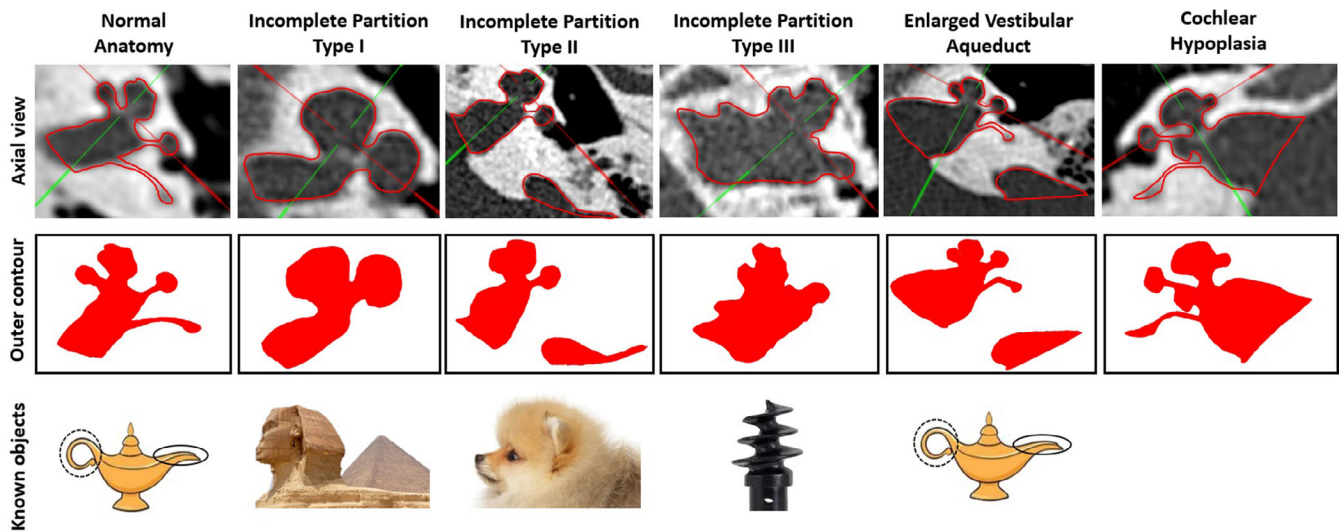 Normal
Anatomy
Incomplete Partition
Type I
Incomplete Partition
Type II
Incomplete Partition
Type III
Enlarged Vestibular
Aqueduct
Cochlear
Hypoplasia
Axial view
Outer contour
Known objects